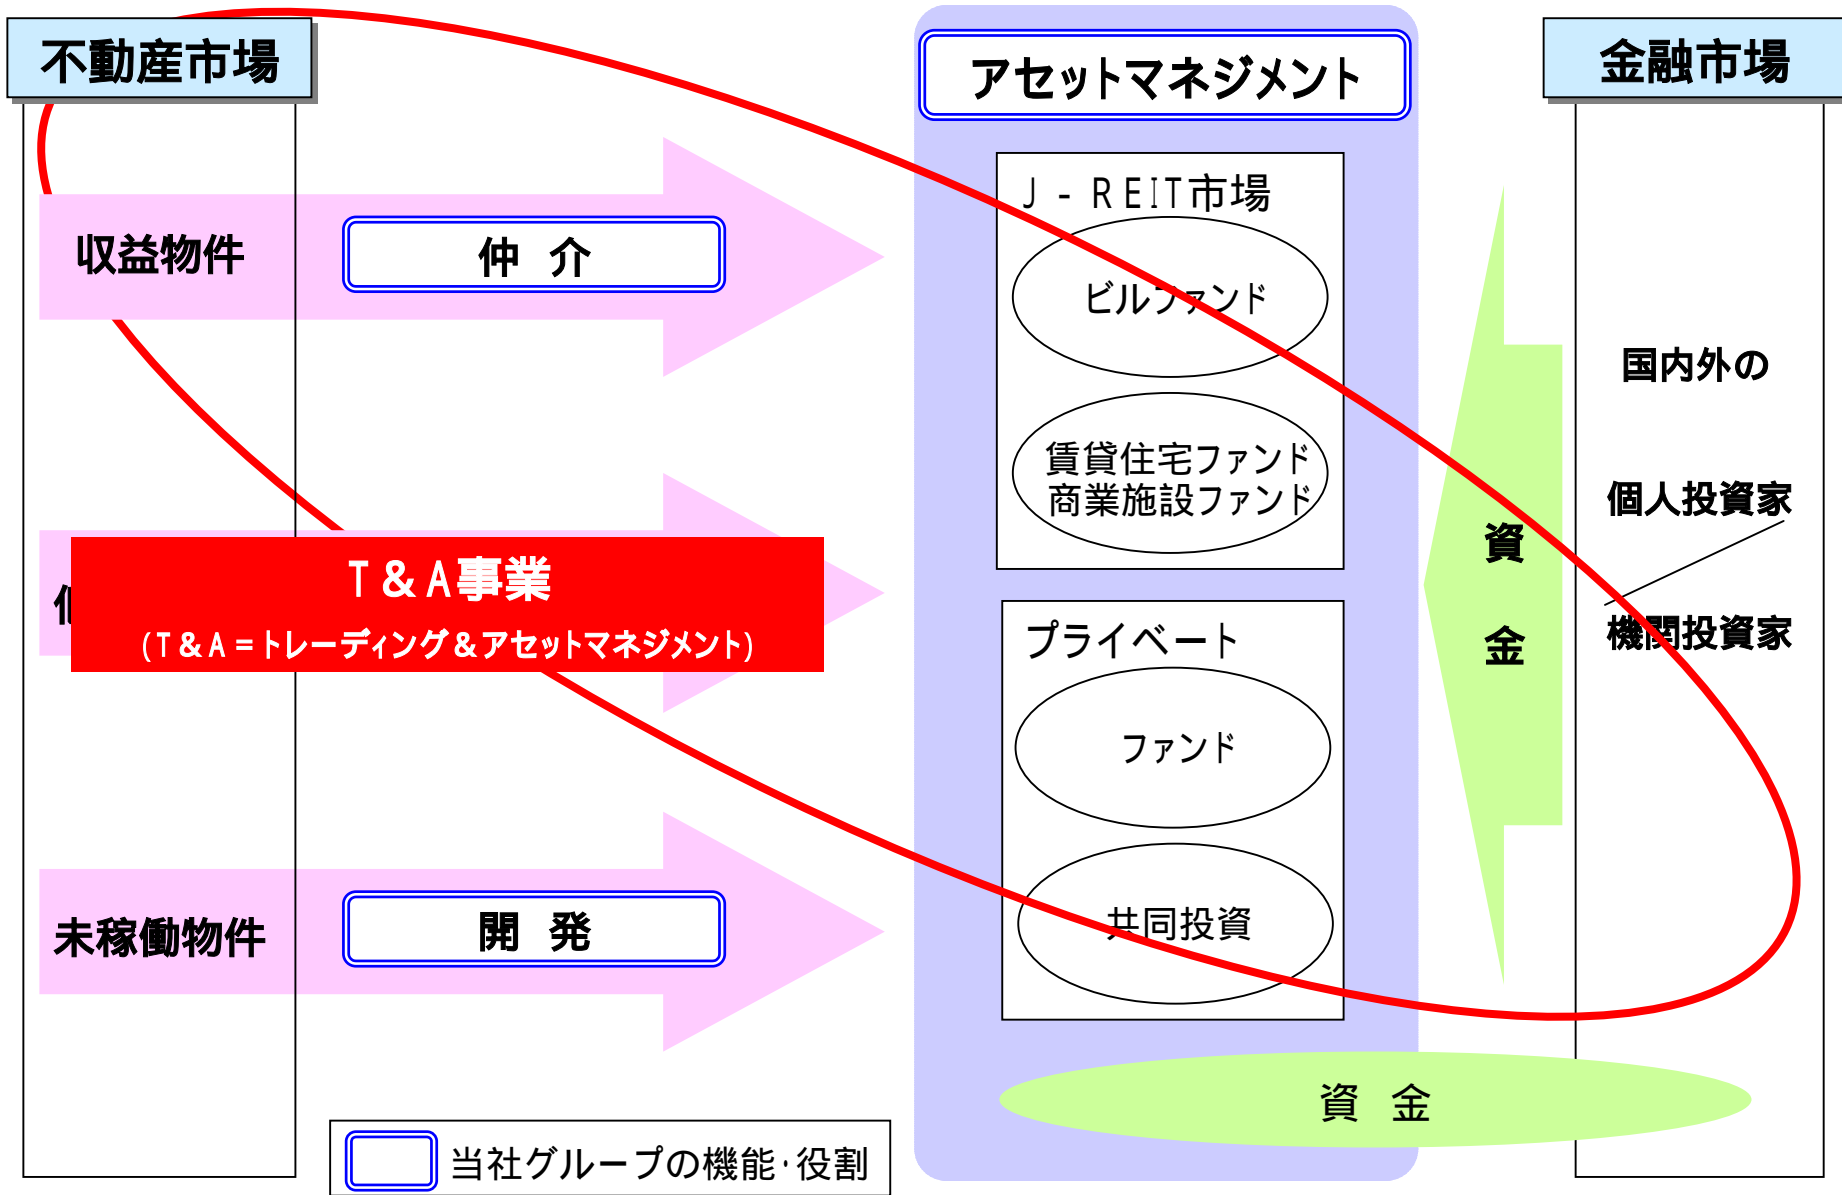 不動産市場
アセットマネジメント
金融市場
収益物件
仲 介
J-REIT市場
ビルファンド
賃貸住宅ファンド
商業施設ファンド
国内外の
個人投資家
機関投資家
資
金
T&A事業
(T&A=トレーディング&アセットマネジメント)
プライベート
ファンド
共同投資
未稼働物件
開 発
資 金
当社グループの機能・役割